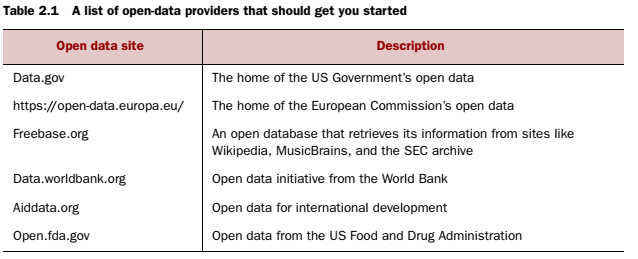 Table 2.1 A list of open-data providers that should get you started
Open data site Description
Data.gov The home of the US Government's open data
https://open-data.europa.eu/ The home of the European Commission's open data
Freebase.org An open database that retrieves its information from sites like
Wikipedia, MusicBrains, and the SEC archive
Data.worldbank.org Open data initiative from the World Bank
Aiddata.org Open data for international development
Open.fda.gov Open data from the US Food and Drug Administration